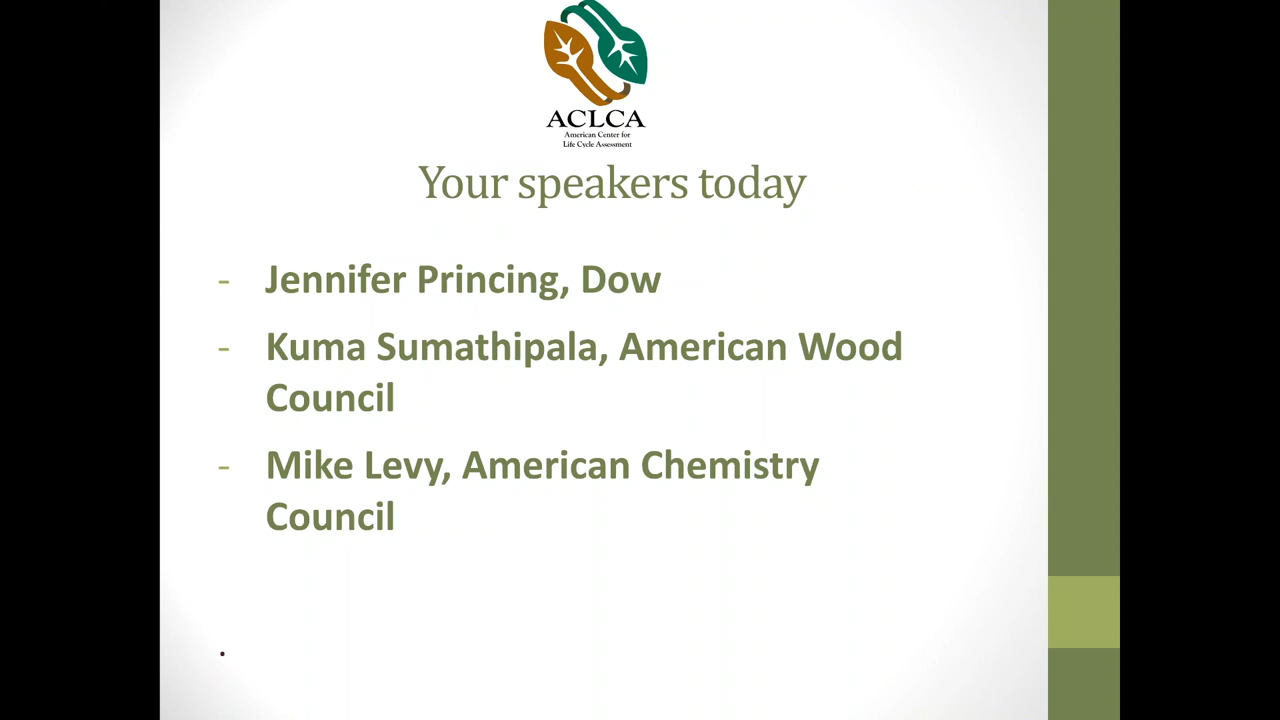 ACLCA
American Center for
Life Cycle Assessment
Your speakers today
- Jennifer Princing, Dow
- Kuma Sumathipala, American Wood
Council
- Mike Levy, American Chemistry
Council
.